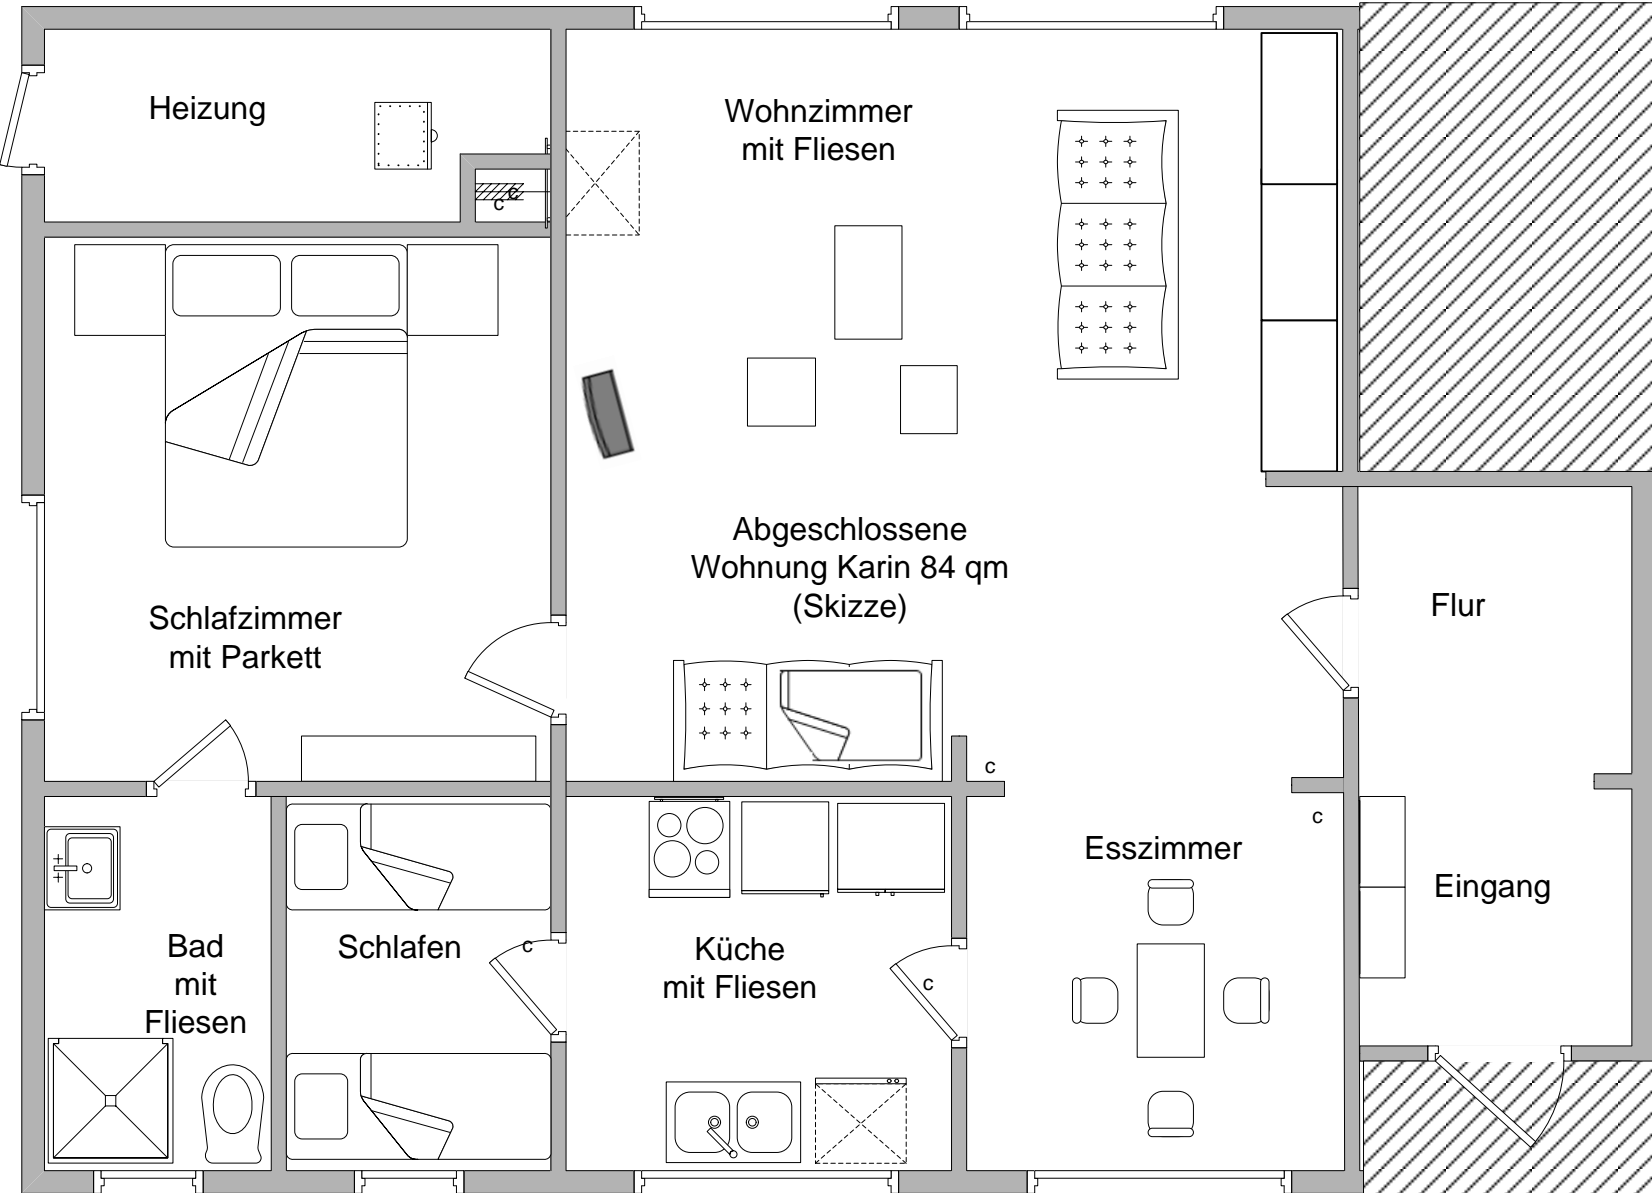 Heizung
Wohnzimmer
mit Fliesen
c
c
Abgeschlossene
Wohnung Karin 84 qm
(Skizze)
Schlafzimmer
mit Parkett
Flur
c
c
Esszimmer
Eingang
Bad
mit
Fliesen
Schlafen
c
Küche
mit Fliesen
c